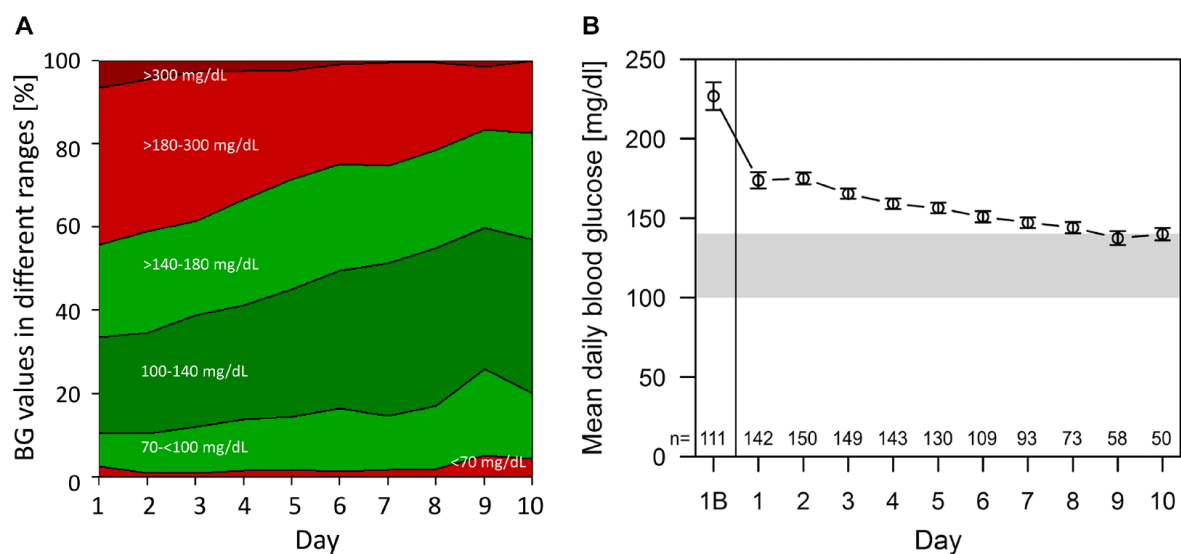 A
BG values in different ranges [%]
100
80
60
40
20
0
>300 mg/dL
>180-300 mg/dL
>140-180 mg/dL
100-140 mg/dL
70-<100 mg/dL
<70 mg/dL
1 2 3 4 5 6 7 8 9 10
Day
B
Mean daily blood glucose [mg/dl]
250
200
150
100
50
0
n= 111 142 150 149 143 130 109 93 73 58 50
1B 1 2 3 4 5 6 7 8 9 10
Day